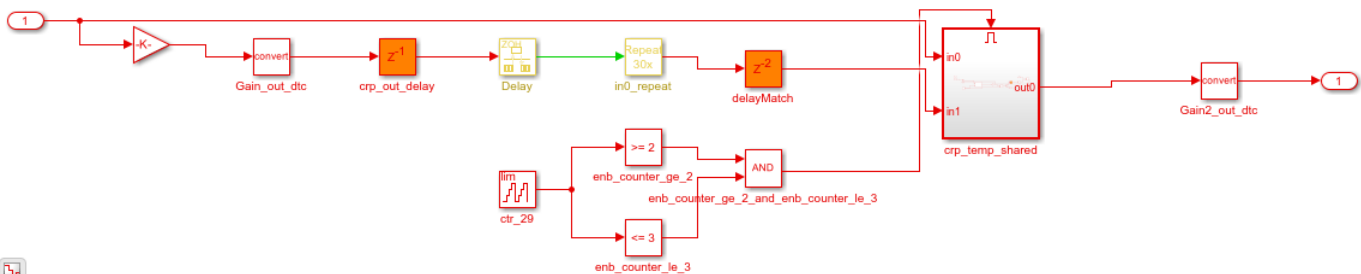 1
-K-
convert
Gain_out_dtc
Z-1
crp_out_delay
ZOH
Delay
Repeat
30x
in0_repeat
Z-2
delayMatch
in0
in1
out0
crp_temp_shared
convert
Gain2_out_dtc
1
lim
ctr_29
>= 2
enb_counter_ge_2
<= 3
enb_counter_le_3
AND
enb_counter_ge_2_and_enb_counter_le_3